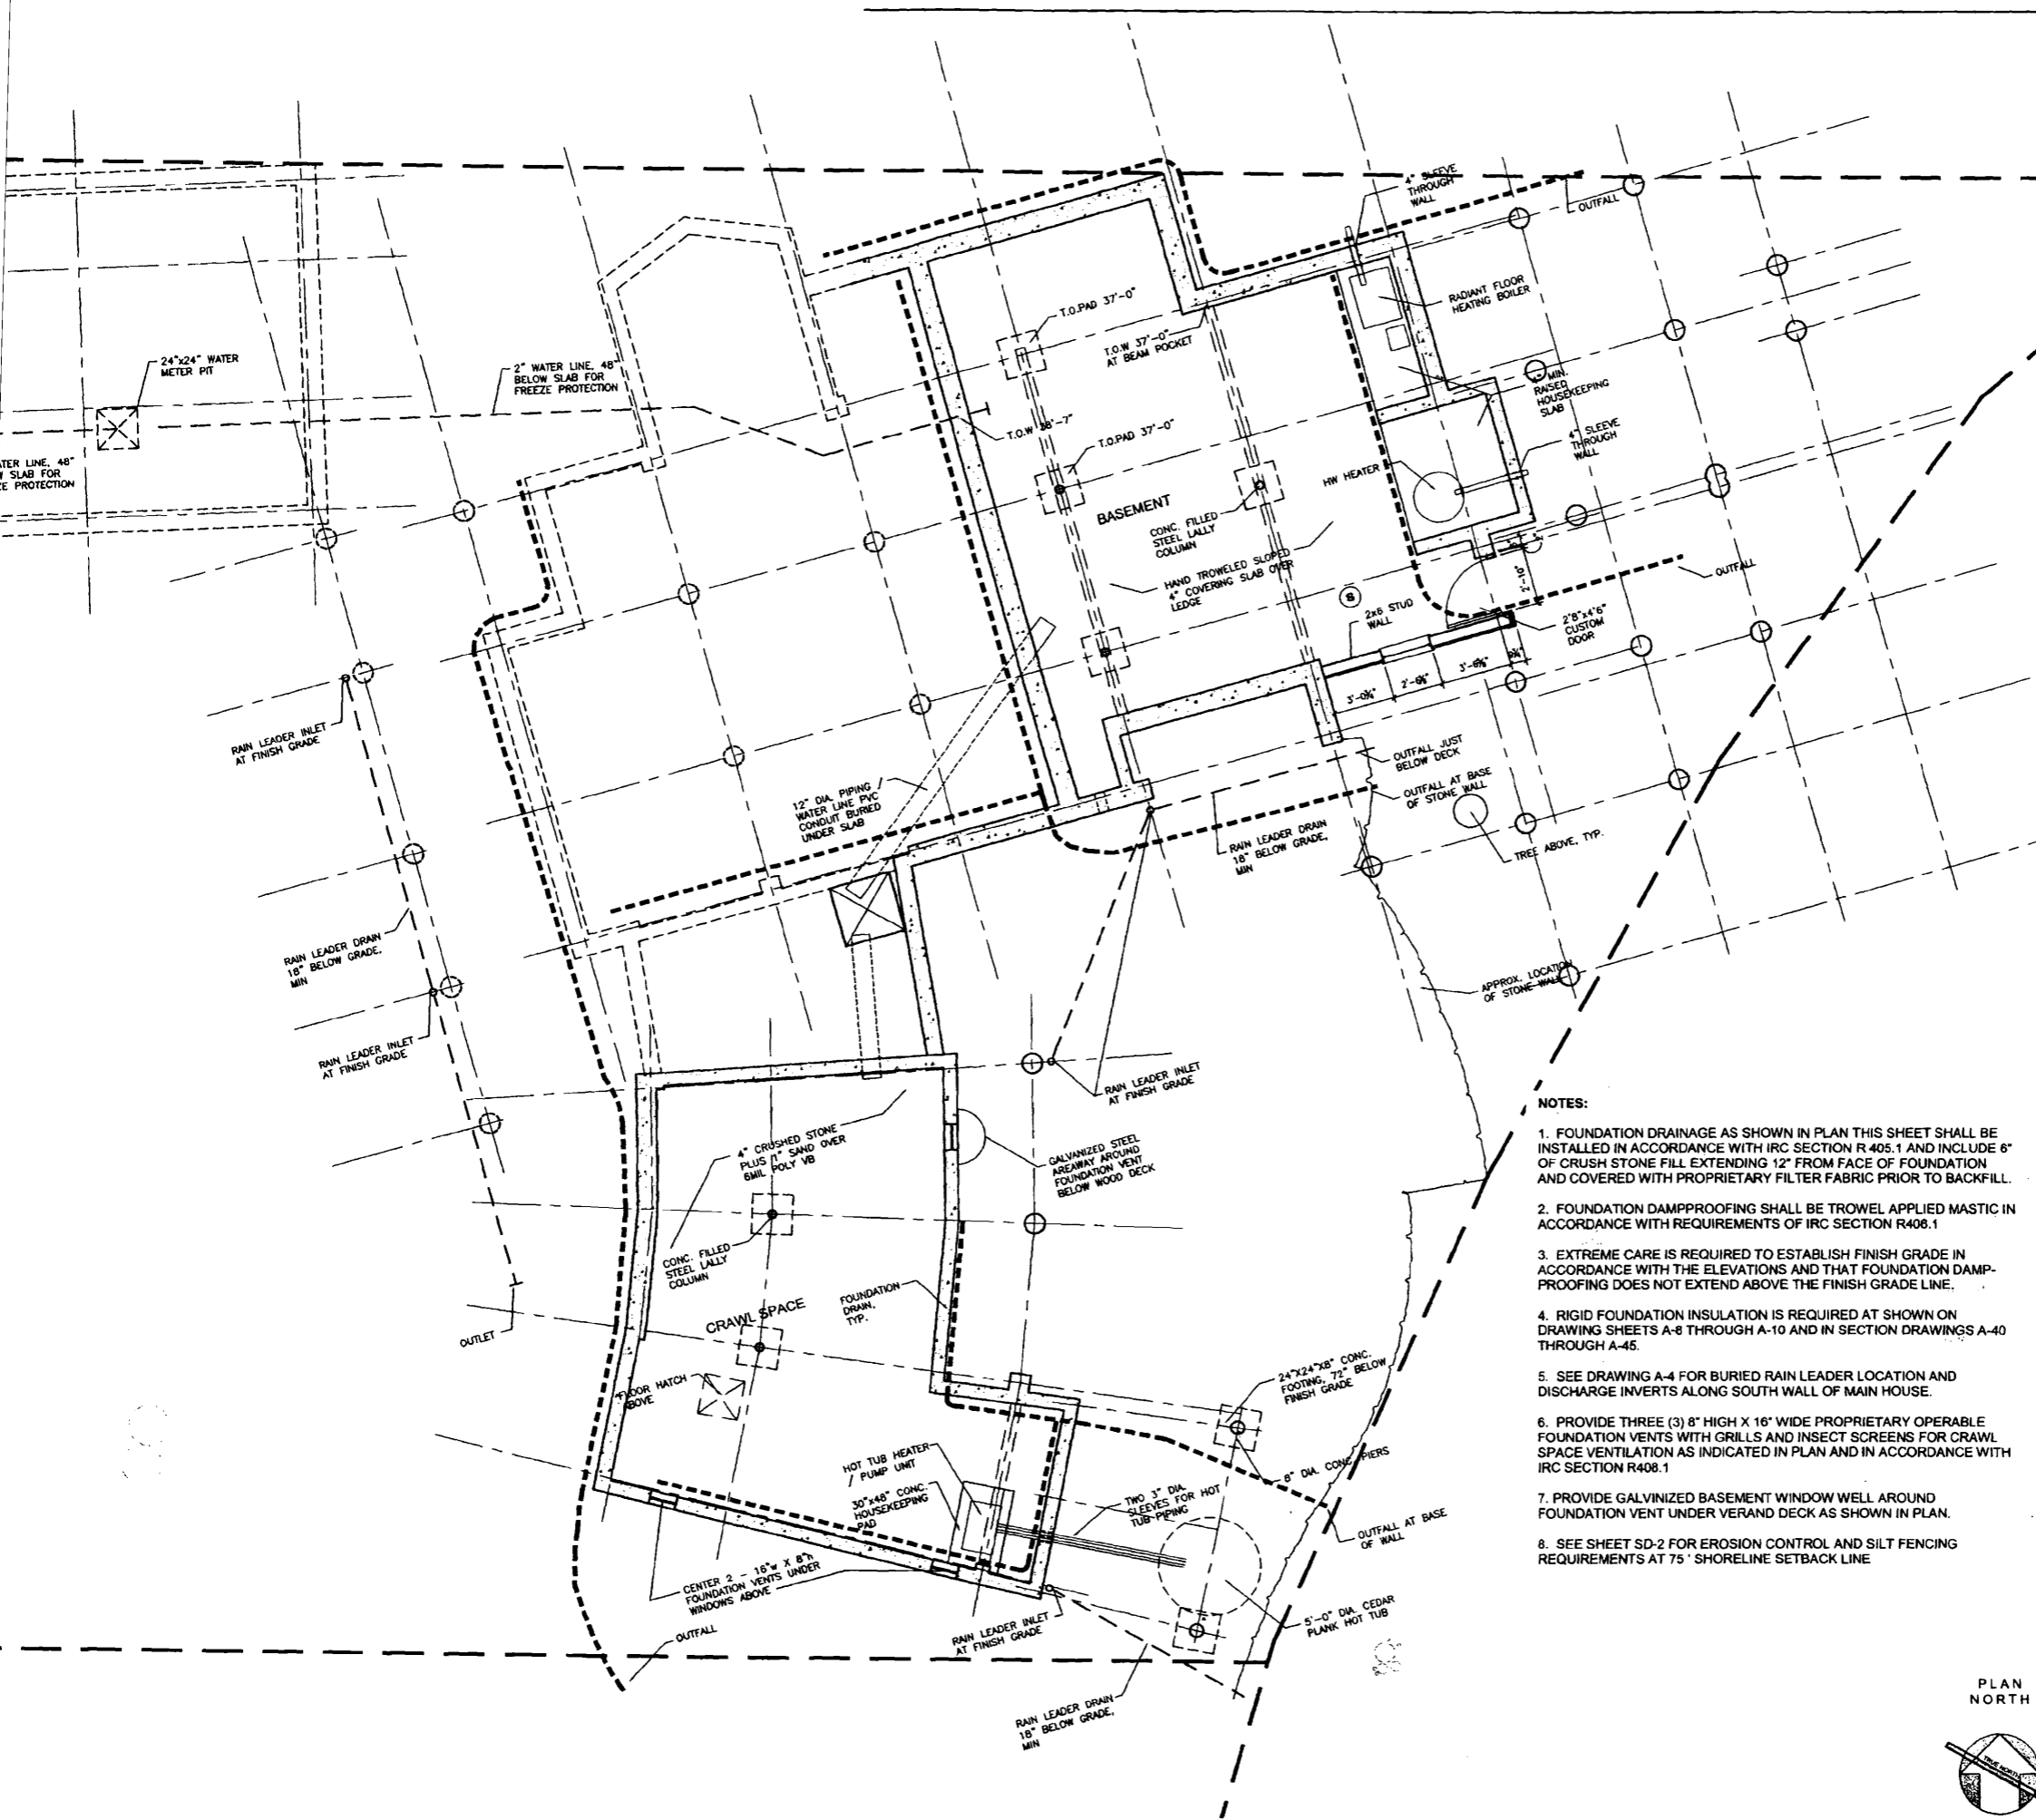 4" SLEEVE
THROUGH
WALL
OUTFALL
RADIANT FLOOR
HEATING BOILER
T.O.PAD 37'-0"
T.O.W 37'-0"
AT BEAM POCKET
24"x24" WATER
METER PIT
2" WATER LINE, 48"
BELOW SLAB FOR
FREEZE PROTECTION
4" MIN.
RAISED
HOUSEKEEPING
SLAB
T.O.W 38'-7"
T.O.PAD 37'-0"
4" SLEEVE
THROUGH
WALL
TER LINE, 48"
W SLAB FOR
ZE PROTECTION
HW HEATER
BASEMENT
CONC. FILLED
STEEL LALLY
COLUMN
HAND TROWELED SLOPED
4" COVERING SLAB OVER
LEDGE
S
2x6 STUD
WALL
2'-10"
OUTFALL
2'8"x4'6"
CUSTOM
DOOR
RAIN LEADER INLET
AT FINISH GRADE
OUTFALL JUST
BELOW DECK
OUTFALL AT BASE
OF STONE WALL
12" DIA. PIPING /
WATER LINE PVC
CONDUIT BURIED
UNDER SLAB
RAIN LEADER DRAIN
18" BELOW GRADE,
MIN
TREE ABOVE, TYP.
RAIN LEADER DRAIN
18" BELOW GRADE,
MIN
APPROX. LOCATION
OF STONE WALL
RAIN LEADER INLET
AT FINISH GRADE
RAIN LEADER INLET
AT FINISH GRADE
4" CRUSHED STONE
PLUS 1" SAND OVER
6MIL POLY VB
GALVANIZED STEEL
AREAWAY AROUND
FOUNDATION VENT
BELOW WOOD DECK
CONC. FILLED
STEEL LALLY
COLUMN
FOUNDATION
DRAIN,
TYP.
CRAWL SPACE
OUTLET
FLOOR HATCH
ABOVE
24"X24"X8" CONC.
FOOTING, 72" BELOW
FINISH GRADE
HOT TUB HEATER
/ PUMP UNIT
30"x48" CONC.
HOUSEKEEPING
PAD
8" DIA. CONC. PIERS
TWO 3" DIA.
SLEEVES FOR HOT
TUB PIPING
OUTFALL AT BASE
OF WALL
CENTER 2 - 16"w X 8"h
FOUNDATION VENTS UNDER
WINDOWS ABOVE
OUTFALL
RAIN LEADER INLET
AT FINISH GRADE
5'-0" DIA. CEDAR
PLANK HOT TUB
RAIN LEADER DRAIN
18" BELOW GRADE,
MIN
NOTES:
1. FOUNDATION DRAINAGE AS SHOWN IN PLAN THIS SHEET SHALL BE
INSTALLED IN ACCORDANCE WITH IRC SECTION R 405.1 AND INCLUDE 6"
OF CRUSH STONE FILL EXTENDING 12" FROM FACE OF FOUNDATION
AND COVERED WITH PROPRIETARY FILTER FABRIC PRIOR TO BACKFILL.
2. FOUNDATION DAMPPROOFING SHALL BE TROWEL APPLIED MASTIC IN
ACCORDANCE WITH REQUIREMENTS OF IRC SECTION R406.1
3. EXTREME CARE IS REQUIRED TO ESTABLISH FINISH GRADE IN
ACCORDANCE WITH THE ELEVATIONS AND THAT FOUNDATION DAMP-
PROOFING DOES NOT EXTEND ABOVE THE FINISH GRADE LINE.
4. RIGID FOUNDATION INSULATION IS REQUIRED AT SHOWN ON
DRAWING SHEETS A-8 THROUGH A-10 AND IN SECTION DRAWINGS A-40
THROUGH A-45.
5. SEE DRAWING A-4 FOR BURIED RAIN LEADER LOCATION AND
DISCHARGE INVERTS ALONG SOUTH WALL OF MAIN HOUSE.
6. PROVIDE THREE (3) 8" HIGH X 16" WIDE PROPRIETARY OPERABLE
FOUNDATION VENTS WITH GRILLS AND INSECT SCREENS FOR CRAWL
SPACE VENTILATION AS INDICATED IN PLAN AND IN ACCORDANCE WITH
IRC SECTION R408.1
7. PROVIDE GALVINIZED BASEMENT WINDOW WELL AROUND
FOUNDATION VENT UNDER VERAND DECK AS SHOWN IN PLAN.
8. SEE SHEET SD-2 FOR EROSION CONTROL AND SILT FENCING
REQUIREMENTS AT 75 ' SHORELINE SETBACK LINE
PLAN
NORTH
TRUE NORTH